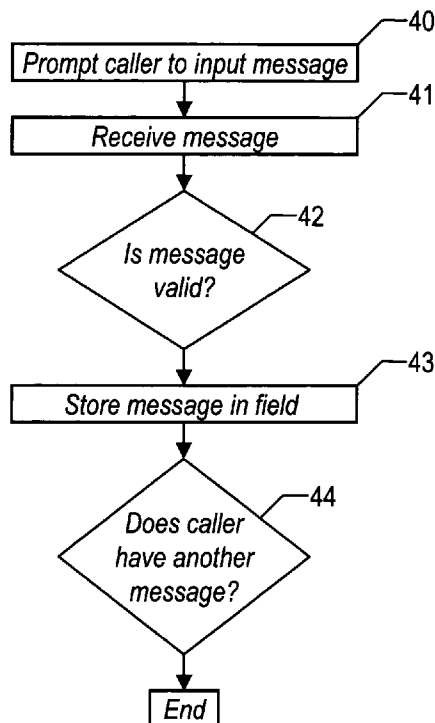 40
Prompt caller to input message
41
Receive message
42
Is message
valid?
43
Store message in field
44
Does caller
have another
message?
End